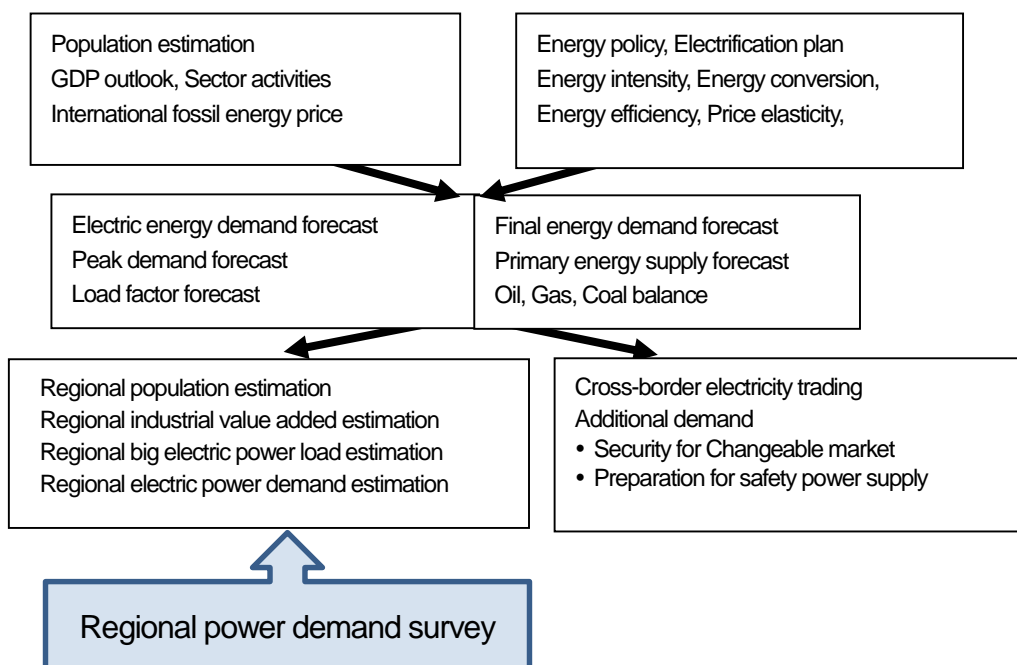 Population estimation
GDP outlook, Sector activities
International fossil energy price
Energy policy, Electrification plan
Energy intensity, Energy conversion,
Energy efficiency, Price elasticity,
Electric energy demand forecast
Peak demand forecast
Load factor forecast
Final energy demand forecast
Primary energy supply forecast
Oil, Gas, Coal balance
Regional population estimation
Regional industrial value added estimation
Regional big electric power load estimation
Regional electric power demand estimation
Cross-border electricity trading
Additional demand
• Security for Changeable market
• Preparation for safety power supply
Regional power demand survey